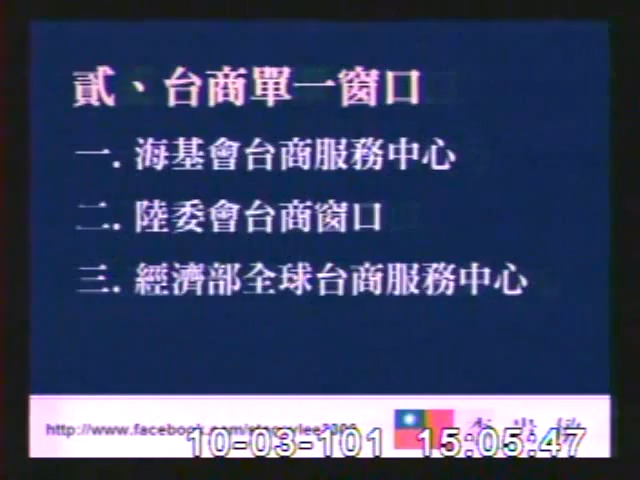 貳、台商單一窗口
一. 海基會台商服務中心
二. 陸委會台商窗口
三. 經濟部全球台商服務中心
http://www.facebook.com/
10-03-101 15:05:47